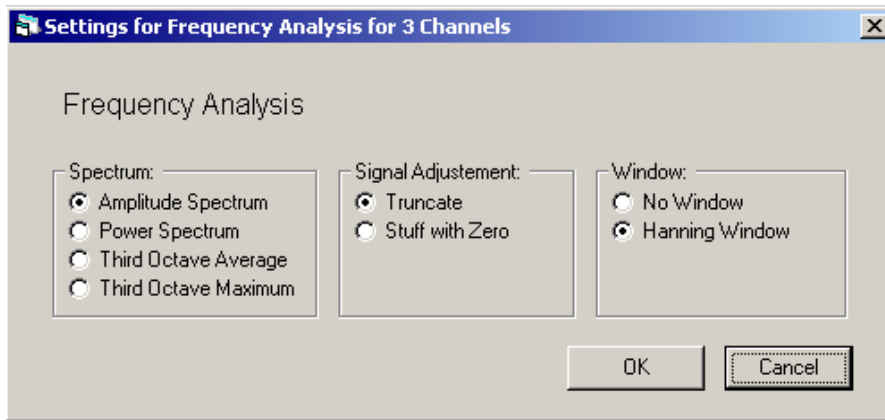 Settings for Frequency Analysis for 3 Channels
Frequency Analysis
Spectrum:
Amplitude Spectrum
Power Spectrum
Third Octave Average
Third Octave Maximum
Signal Adjustement:
Truncate
Stuff with Zero
Window:
No Window
Hanning Window
OK
Cancel